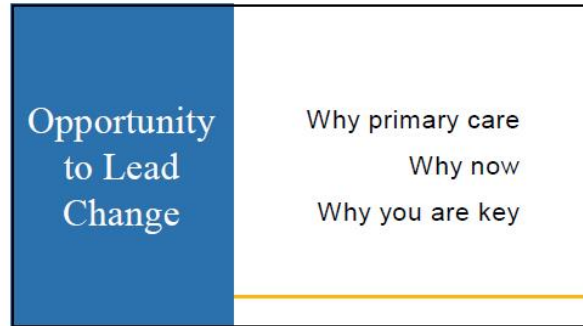 Opportunity
to Lead
Change
Why primary care
Why now
Why you are key